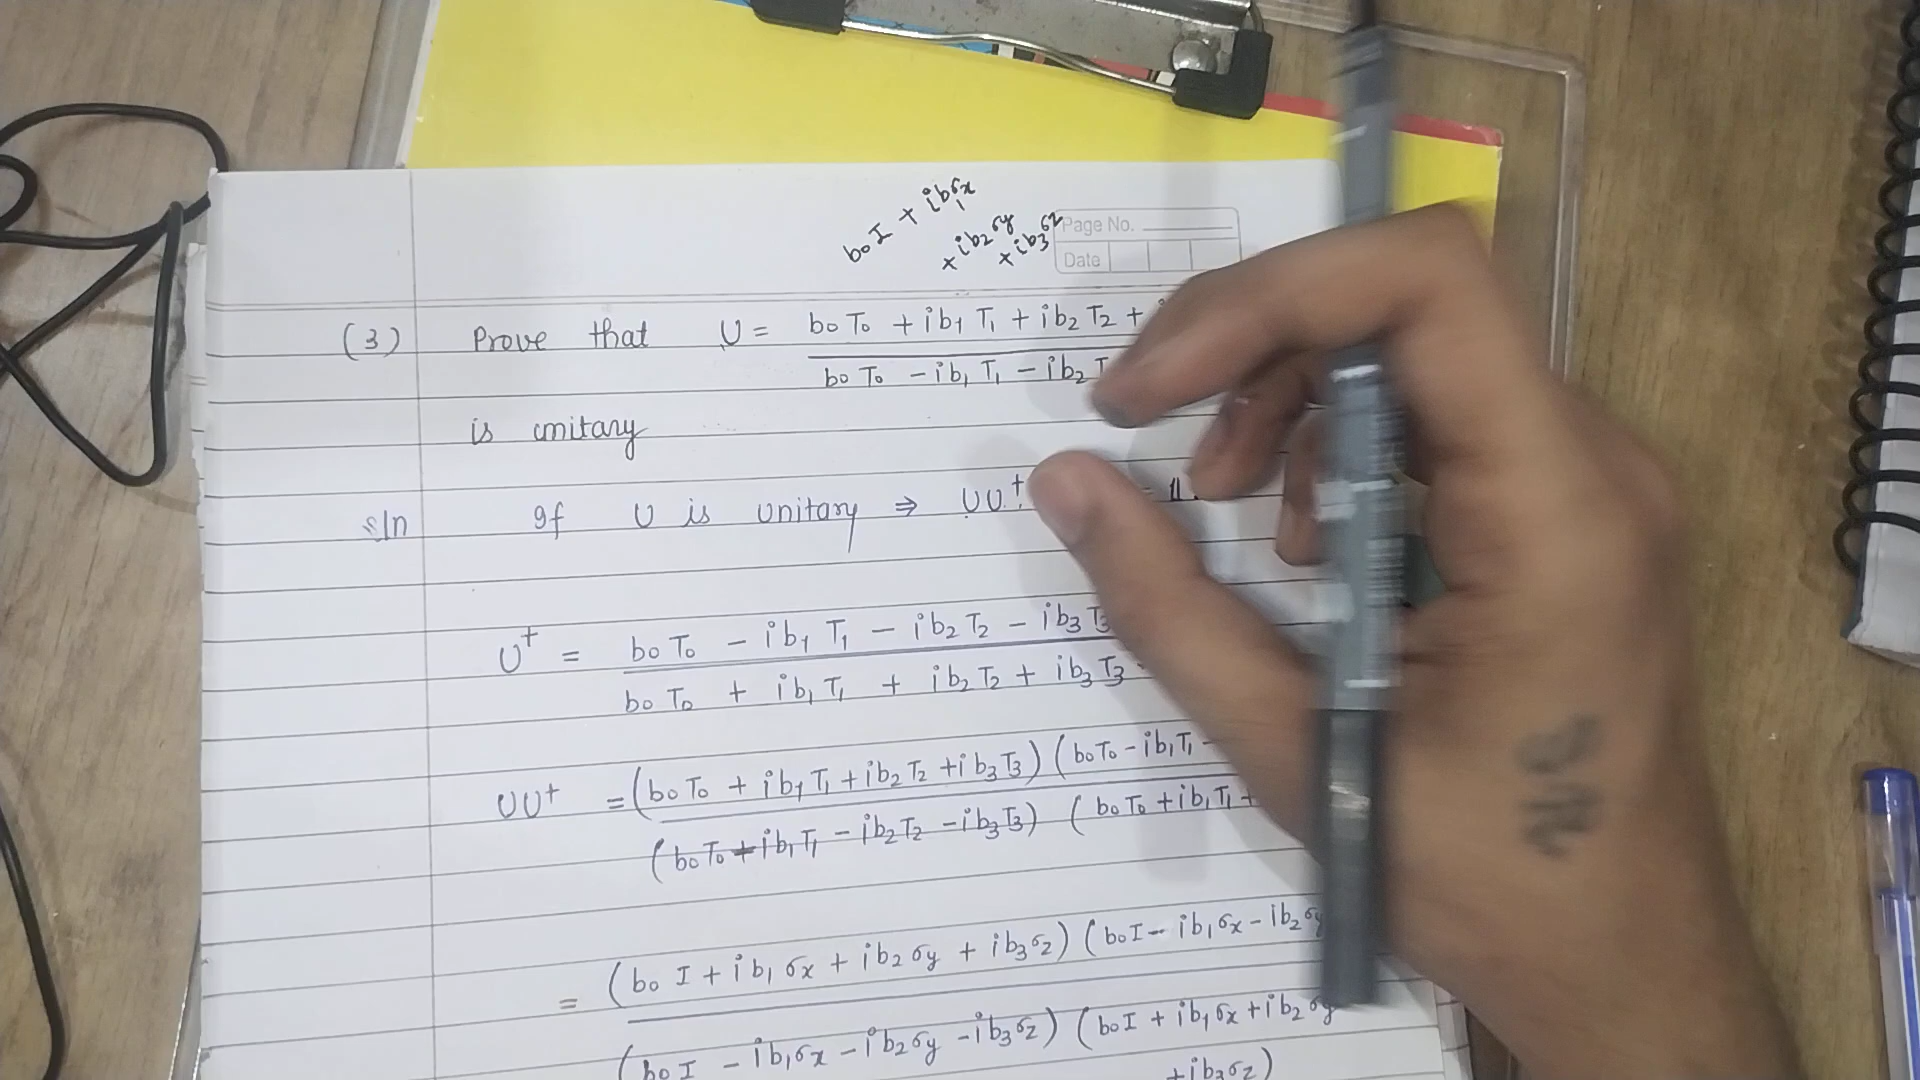 b₀I + ib₁σx
+ ib₂σy
+ ib₃σz
Page No.
Date
(3) Prove that U = b₀T₀ + ib₁T₁ + ib₂T₂ +
b₀T₀ - ib₁T₁ - ib₂T
is unitary
sln If U is unitary ⇒ UU† = 1.
U† = b₀T₀ - ib₁T₁ - ib₂T₂ - ib₃T₃
b₀T₀ + ib₁T₁ + ib₂T₂ + ib₃T₃
UU† = (b₀T₀ + ib₁T₁ + ib₂T₂ + ib₃T₃) (b₀T₀ - ib₁T₁ -
(b₀T₀ - ib₁T₁ - ib₂T₂ - ib₃T₃) (b₀T₀ + ib₁T₁ +
= (b₀I + ib₁σx + ib₂σy + ib₃σz) (b₀I - ib₁σx - ib₂σy
(b₀I - ib₁σx - ib₂σy - ib₃σz) (b₀I + ib₁σx + ib₂σy
+ ib₃σz)